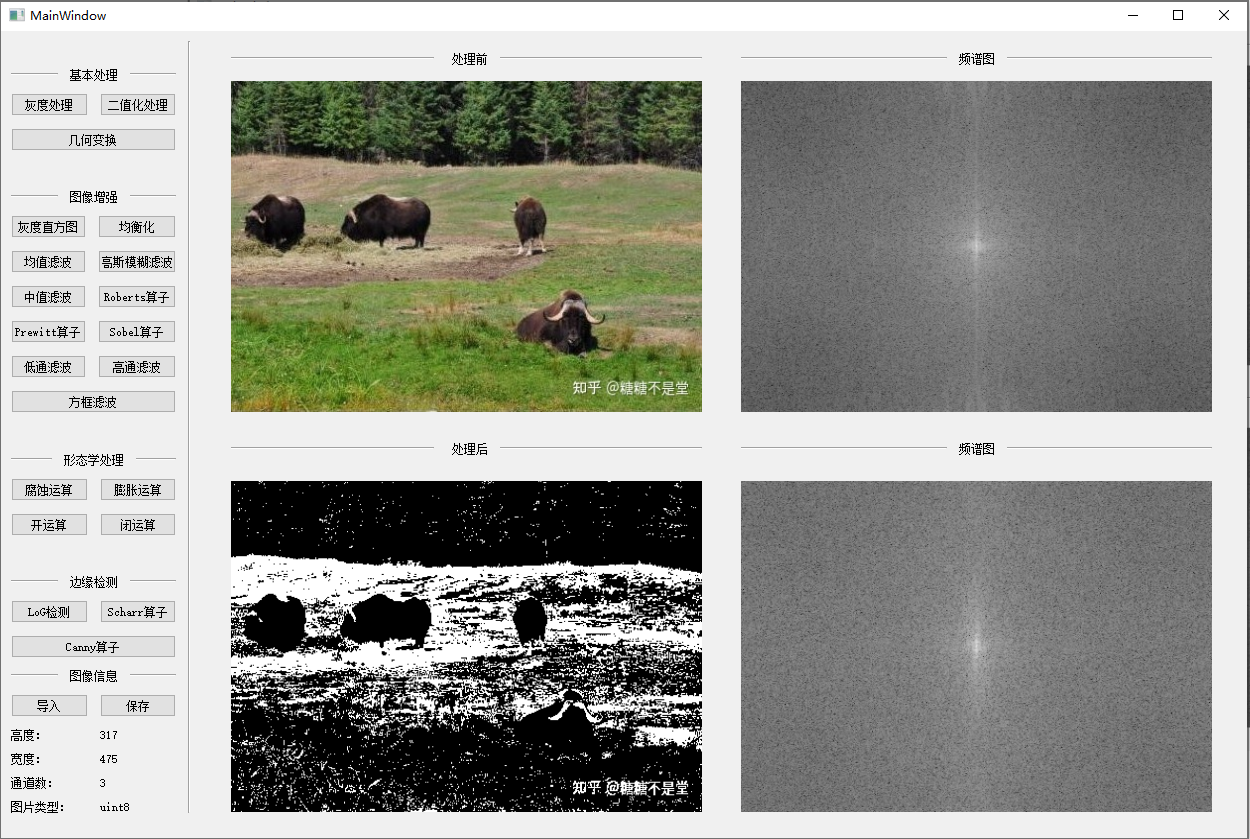 MainWindow
基本处理
灰度处理 二值化处理
几何变换
图像增强
灰度直方图 均衡化
均值滤波 高斯模糊滤波
中值滤波 Roberts算子
Prewitt算子 Sobel算子
低通滤波 高通滤波
方框滤波
形态学处理
腐蚀运算 膨胀运算
开运算 闭运算
边缘检测
LoG检测 Scharr算子
Canny算子
图像信息
导入 保存
高度: 317
宽度: 475
通道数: 3
图片类型: uint8
处理前
知乎 @糖糖不是堂
频谱图
处理后
知乎 @糖糖不是堂
频谱图